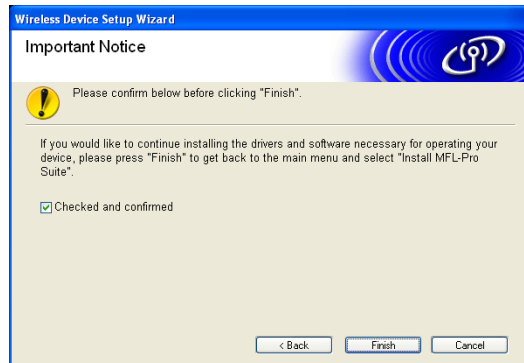 Wireless Device Setup Wizard
Important Notice
Please confirm below before clicking "Finish".
If you would like to continue installing the drivers and software necessary for operating your
device, please press "Finish" to get back to the main menu and select "Install MFL-Pro
Suite".
Checked and confirmed
< Back
Finish
Cancel